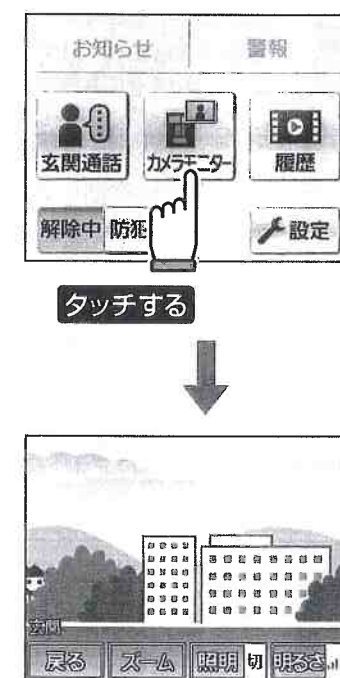 お知らせ 警報
玄関通話 カメラモニター 履歴
解除中 防犯 設定
タッチする
玄関
戻る ズーム 照明 切 明るさ